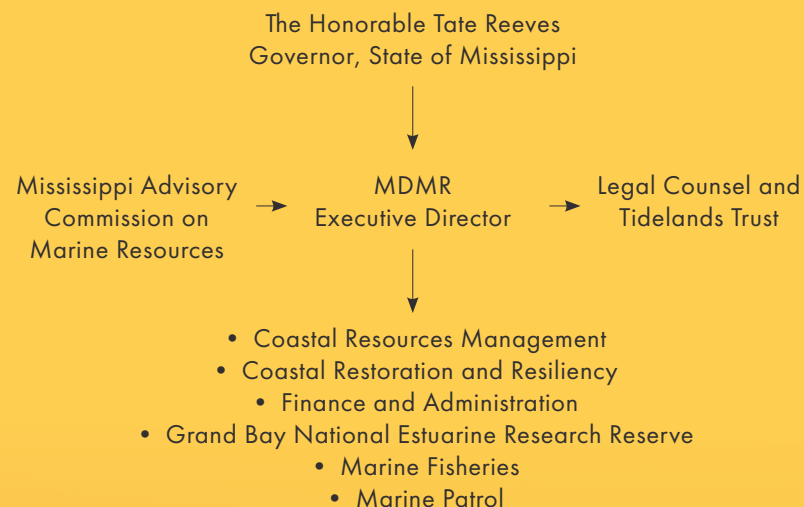 The Honorable Tate Reeves
Governor, State of Mississippi
Mississippi Advisory
Commission on
Marine Resources
MDMR
Executive Director
Legal Counsel and
Tidelands Trust
• Coastal Resources Management
• Coastal Restoration and Resiliency
• Finance and Administration
• Grand Bay National Estuarine Research Reserve
• Marine Fisheries
• Marine Patrol